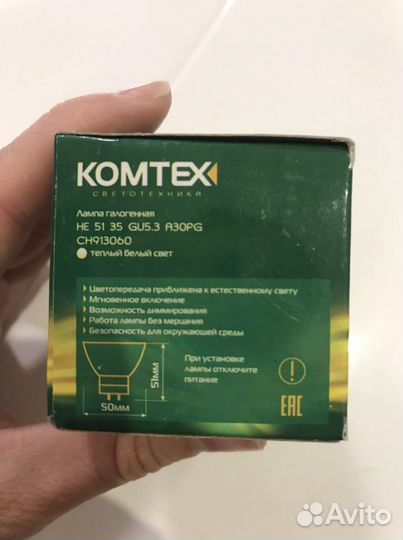 KOMTEX
СВЕТОТЕХНИКА
Лампа галогенная
HE 51 35 GU5.3 A30PG
CH913060
теплый белый свет
Цветопередача приближена к естественному свету
Мгновенное включение
Возможность диммирования
Работа лампы без мерцания
Безопасность для окружающей среды
При установке
лампы отключите
питание
51мм
50мм
EAC
Avito